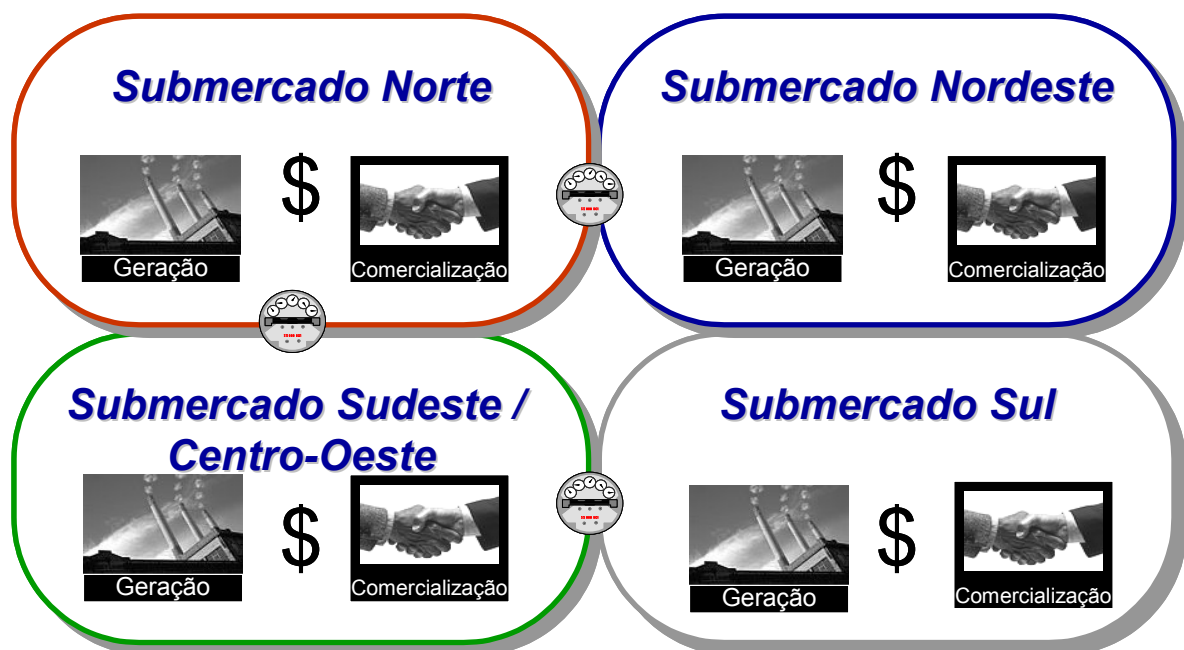 Submercado Norte
$
Geração
Comercialização
Submercado Nordeste
$
Geração
Comercialização
Submercado Sudeste /
Centro-Oeste
$
Geração
Comercialização
Submercado Sul
$
Geração
Comercialização